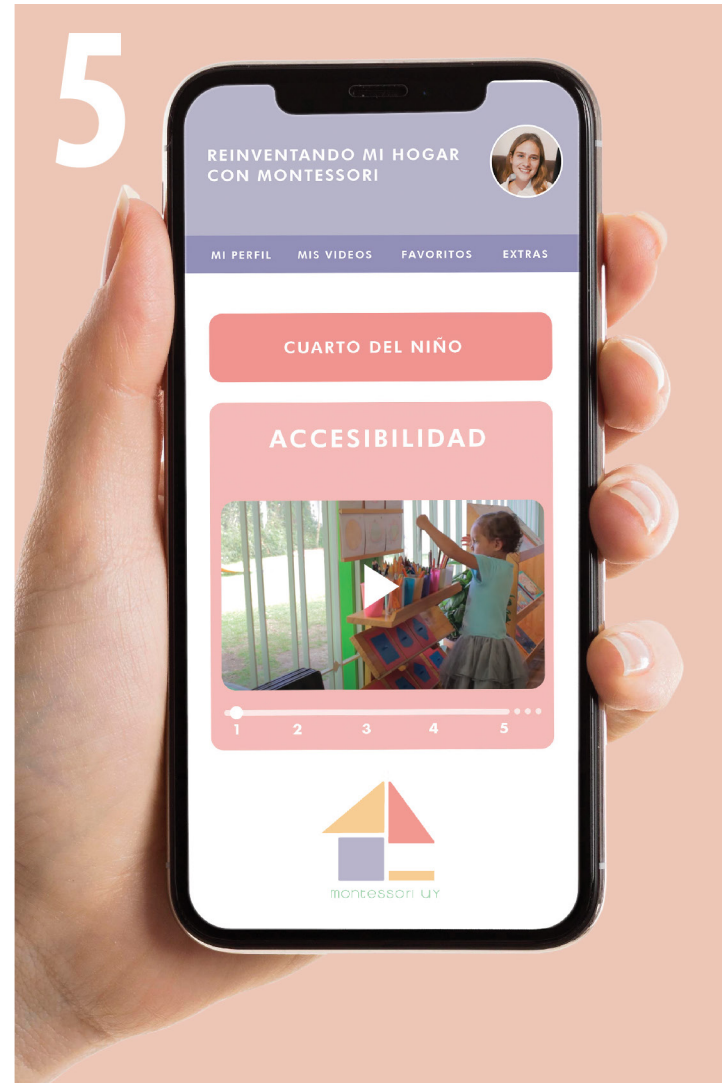 5
REINVENTANDO MI HOGAR
CON MONTESSORI
MI PERFIL MIS VIDEOS FAVORITOS EXTRAS
CUARTO DEL NIÑO
ACCESIBILIDAD
1 2 3 4 5
montessori uy